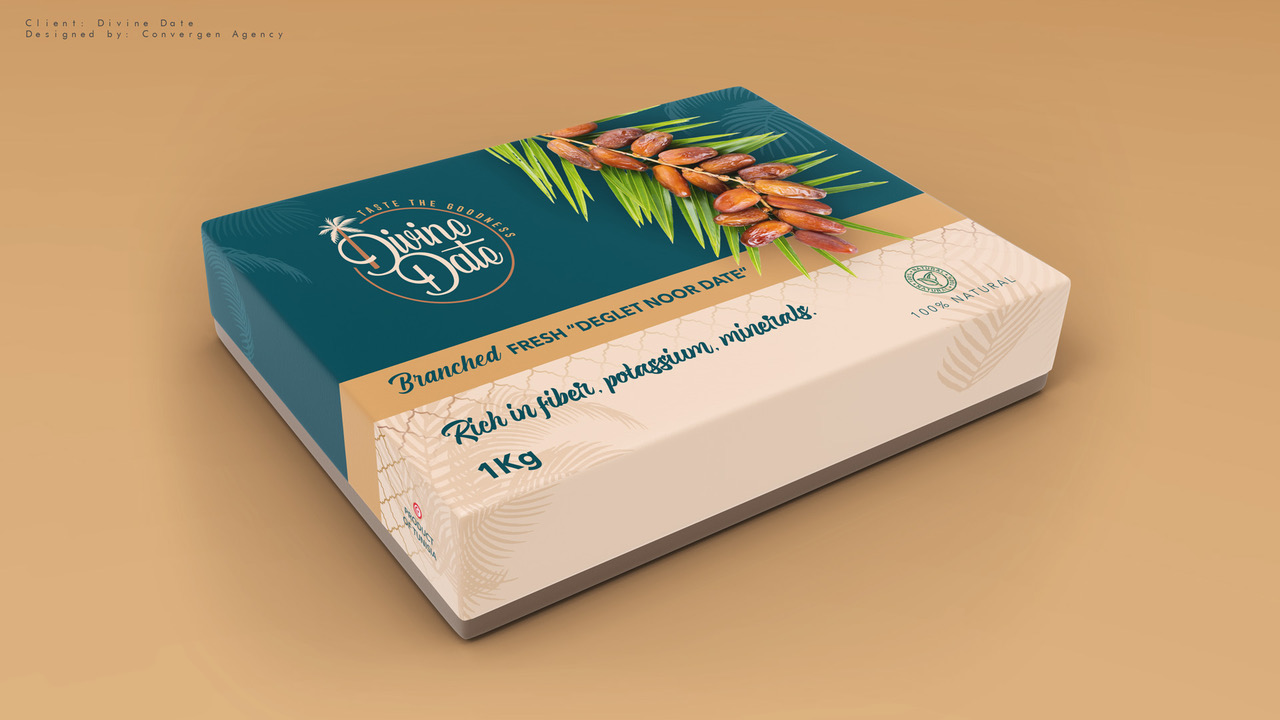 Client: Divine Date
Designed by: Convergen Agency
TASTE THE GOODNESS
Divine
Date
Branched FRESH "DEGLET NOOR DATE"
Rich in fiber, potassium, minerals.
1Kg
100% NATURAL
PRODUCT
OF TUNISIA